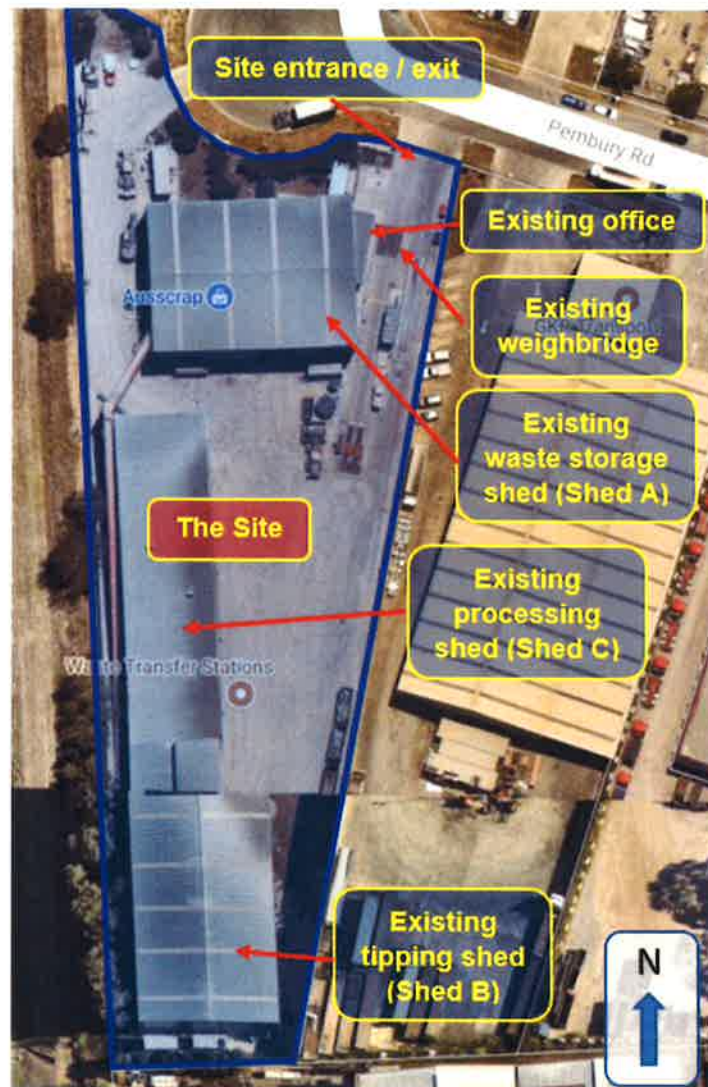 Site entrance / exit
Pembury Rd
Existing office
Ausscrap
Existing
weighbridge
Existing
waste storage
shed (Shed A)
The Site
Existing
processing
shed (Shed C)
Waste Transfer Stations
Existing
tipping shed
(Shed B)
N